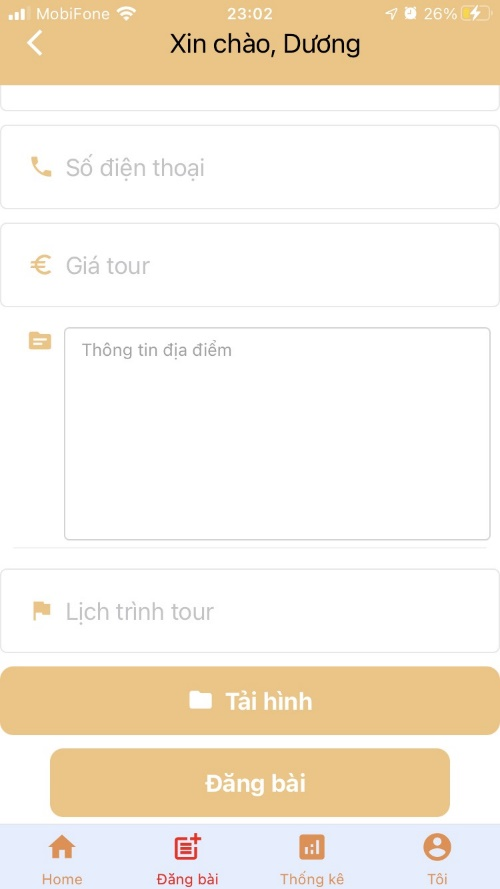 MobiFone 23:02 26%
Xin chào, Dương
Số điện thoại
Giá tour
Thông tin địa điểm
Lịch trình tour
Tải hình
Đăng bài
Home Đăng bài Thống kê Tôi